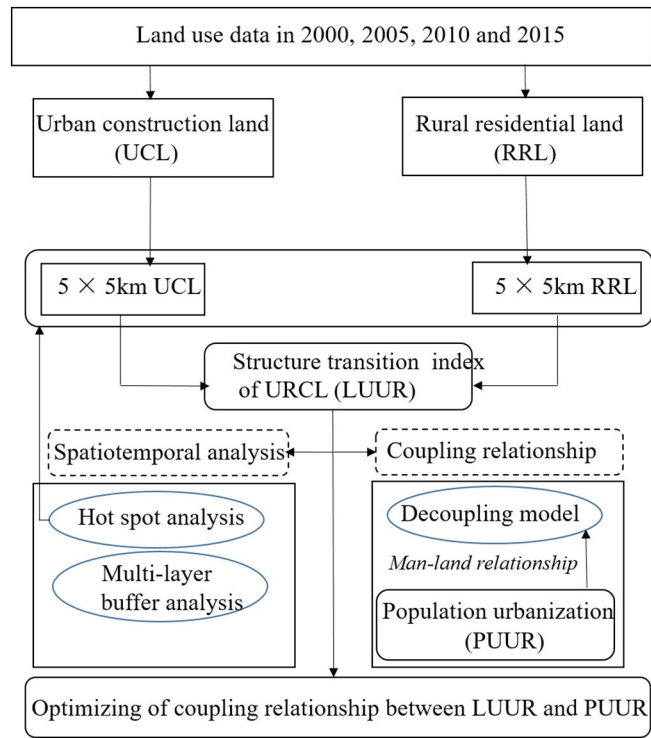 Land use data in 2000, 2005, 2010 and 2015
Urban construction land
(UCL)
Rural residential land
(RRL)
5 × 5km UCL
5 × 5km RRL
Structure transition index
of URCL (LUUR)
Spatiotemporal analysis
Coupling relationship
Hot spot analysis
Multi-layer
buffer analysis
Decoupling model
Man-land relationship
Population urbanization
(PUUR)
Optimizing of coupling relationship between LUUR and PUUR